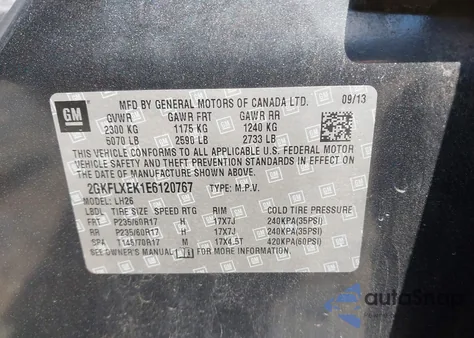 GM
MFD BY GENERAL MOTORS OF CANADA LTD. 09/13
GVWR GAWR FRT GAWR RR
2300 KG 1175 KG 1240 KG
5070 LB 2590 LB 2733 LB
THIS VEHICLE CONFORMS TO ALL APPLICABLE U.S. FEDERAL MOTOR
VEHICLE SAFETY AND THEFT PREVENTION STANDARDS IN EFFECT ON
THE DATE OF MANUFACTURE SHOWN ABOVE.
2GKFLXEK1E6120767 TYPE: M.P.V.
MODEL: LH26
LBDL TIRE SIZE SPEED RTG RIM COLD TIRE PRESSURE
FRT P235/60R17 H 17X7J 240KPA(35PSI)
RR P235/60R17 H 17X7J 240KPA(35PSI)
SPA T145/70R17 M 17X4.5T 420KPA(60PSI)
SEE OWNER'S MANUAL FOR ADDITIONAL INFORMATION.
autoSnap